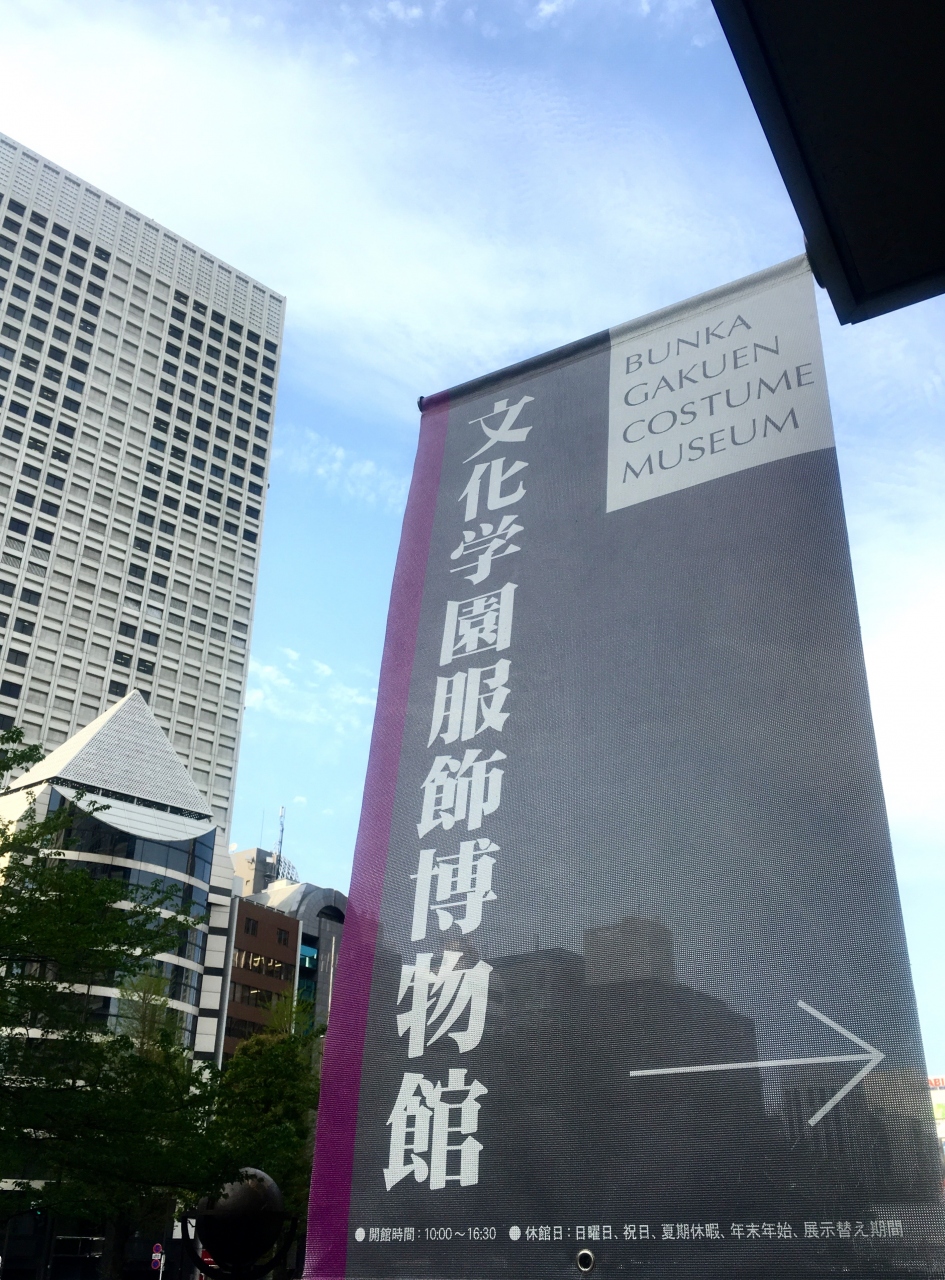 BUNKA
GAKUEN
COSTUME
MUSEUM
文化学園服飾博物館
●開館時間:10:00～16:30 ●休館日:日曜日、祝日、夏期休暇、年末年始、展示替え期間